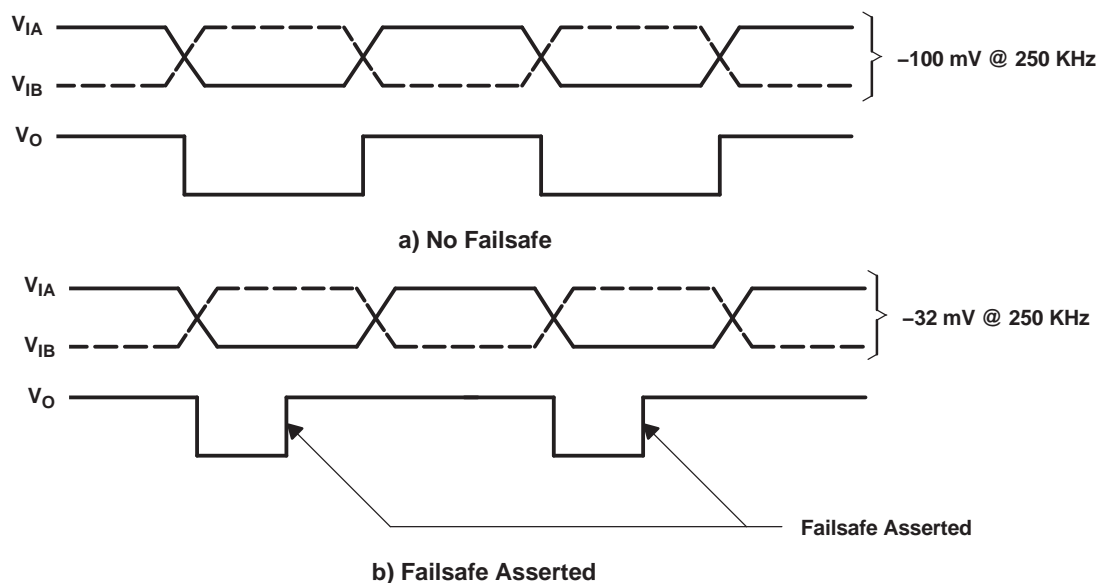 VIA
VIB
–100 mV @ 250 KHz
VO
a) No Failsafe
VIA
VIB
–32 mV @ 250 KHz
VO
Failsafe Asserted
b) Failsafe Asserted